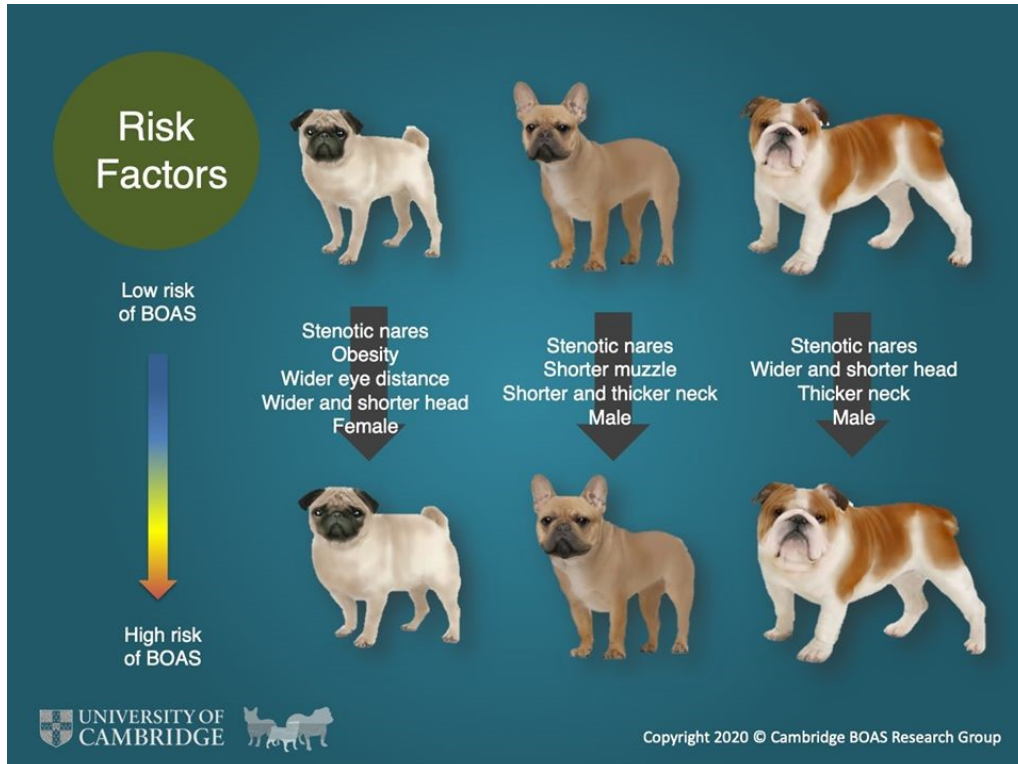 Risk
Factors
Low risk
of BOAS
High risk
of BOAS
Stenotic nares
Obesity
Wider eye distance
Wider and shorter head
Female
Stenotic nares
Shorter muzzle
Shorter and thicker neck
Male
Stenotic nares
Wider and shorter head
Thicker neck
Male
UNIVERSITY OF
CAMBRIDGE
Copyright 2020 © Cambridge BOAS Research Group